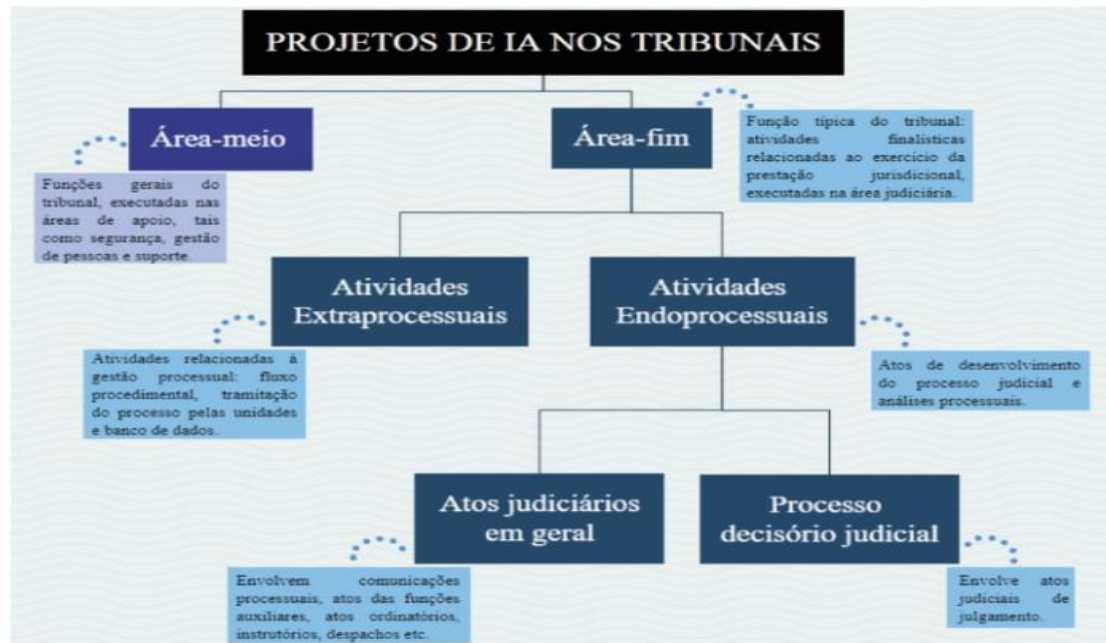 PROJETOS DE IA NOS TRIBUNAIS
Área-meio
Área-fim
Funções gerais do
tribunal, executadas nas
áreas de apoio, tais
como segurança, gestão
de pessoas e suporte.
Função típica do tribunal:
atividades finalísticas
relacionadas ao exercício da
prestação jurisdicional,
executadas na área judiciária.
Atividades
Extraprocessuais
Atividades
Endoprocessuais
Atividades relacionadas á
gestão processual: fluxo
procedimental, tramitação
do processo pelas unidades
e banco de dados.
Atos de desenvolvimento
do processo judicial e
análises processuais.
Atos judiciários
em geral
Processo
decisório judicial
Envolvem comunicações
processuais, atos das funções
auxiliares, atos ordinatórios,
instrutórios, despachos etc.
Envolve atos
judiciais de
julgamento.